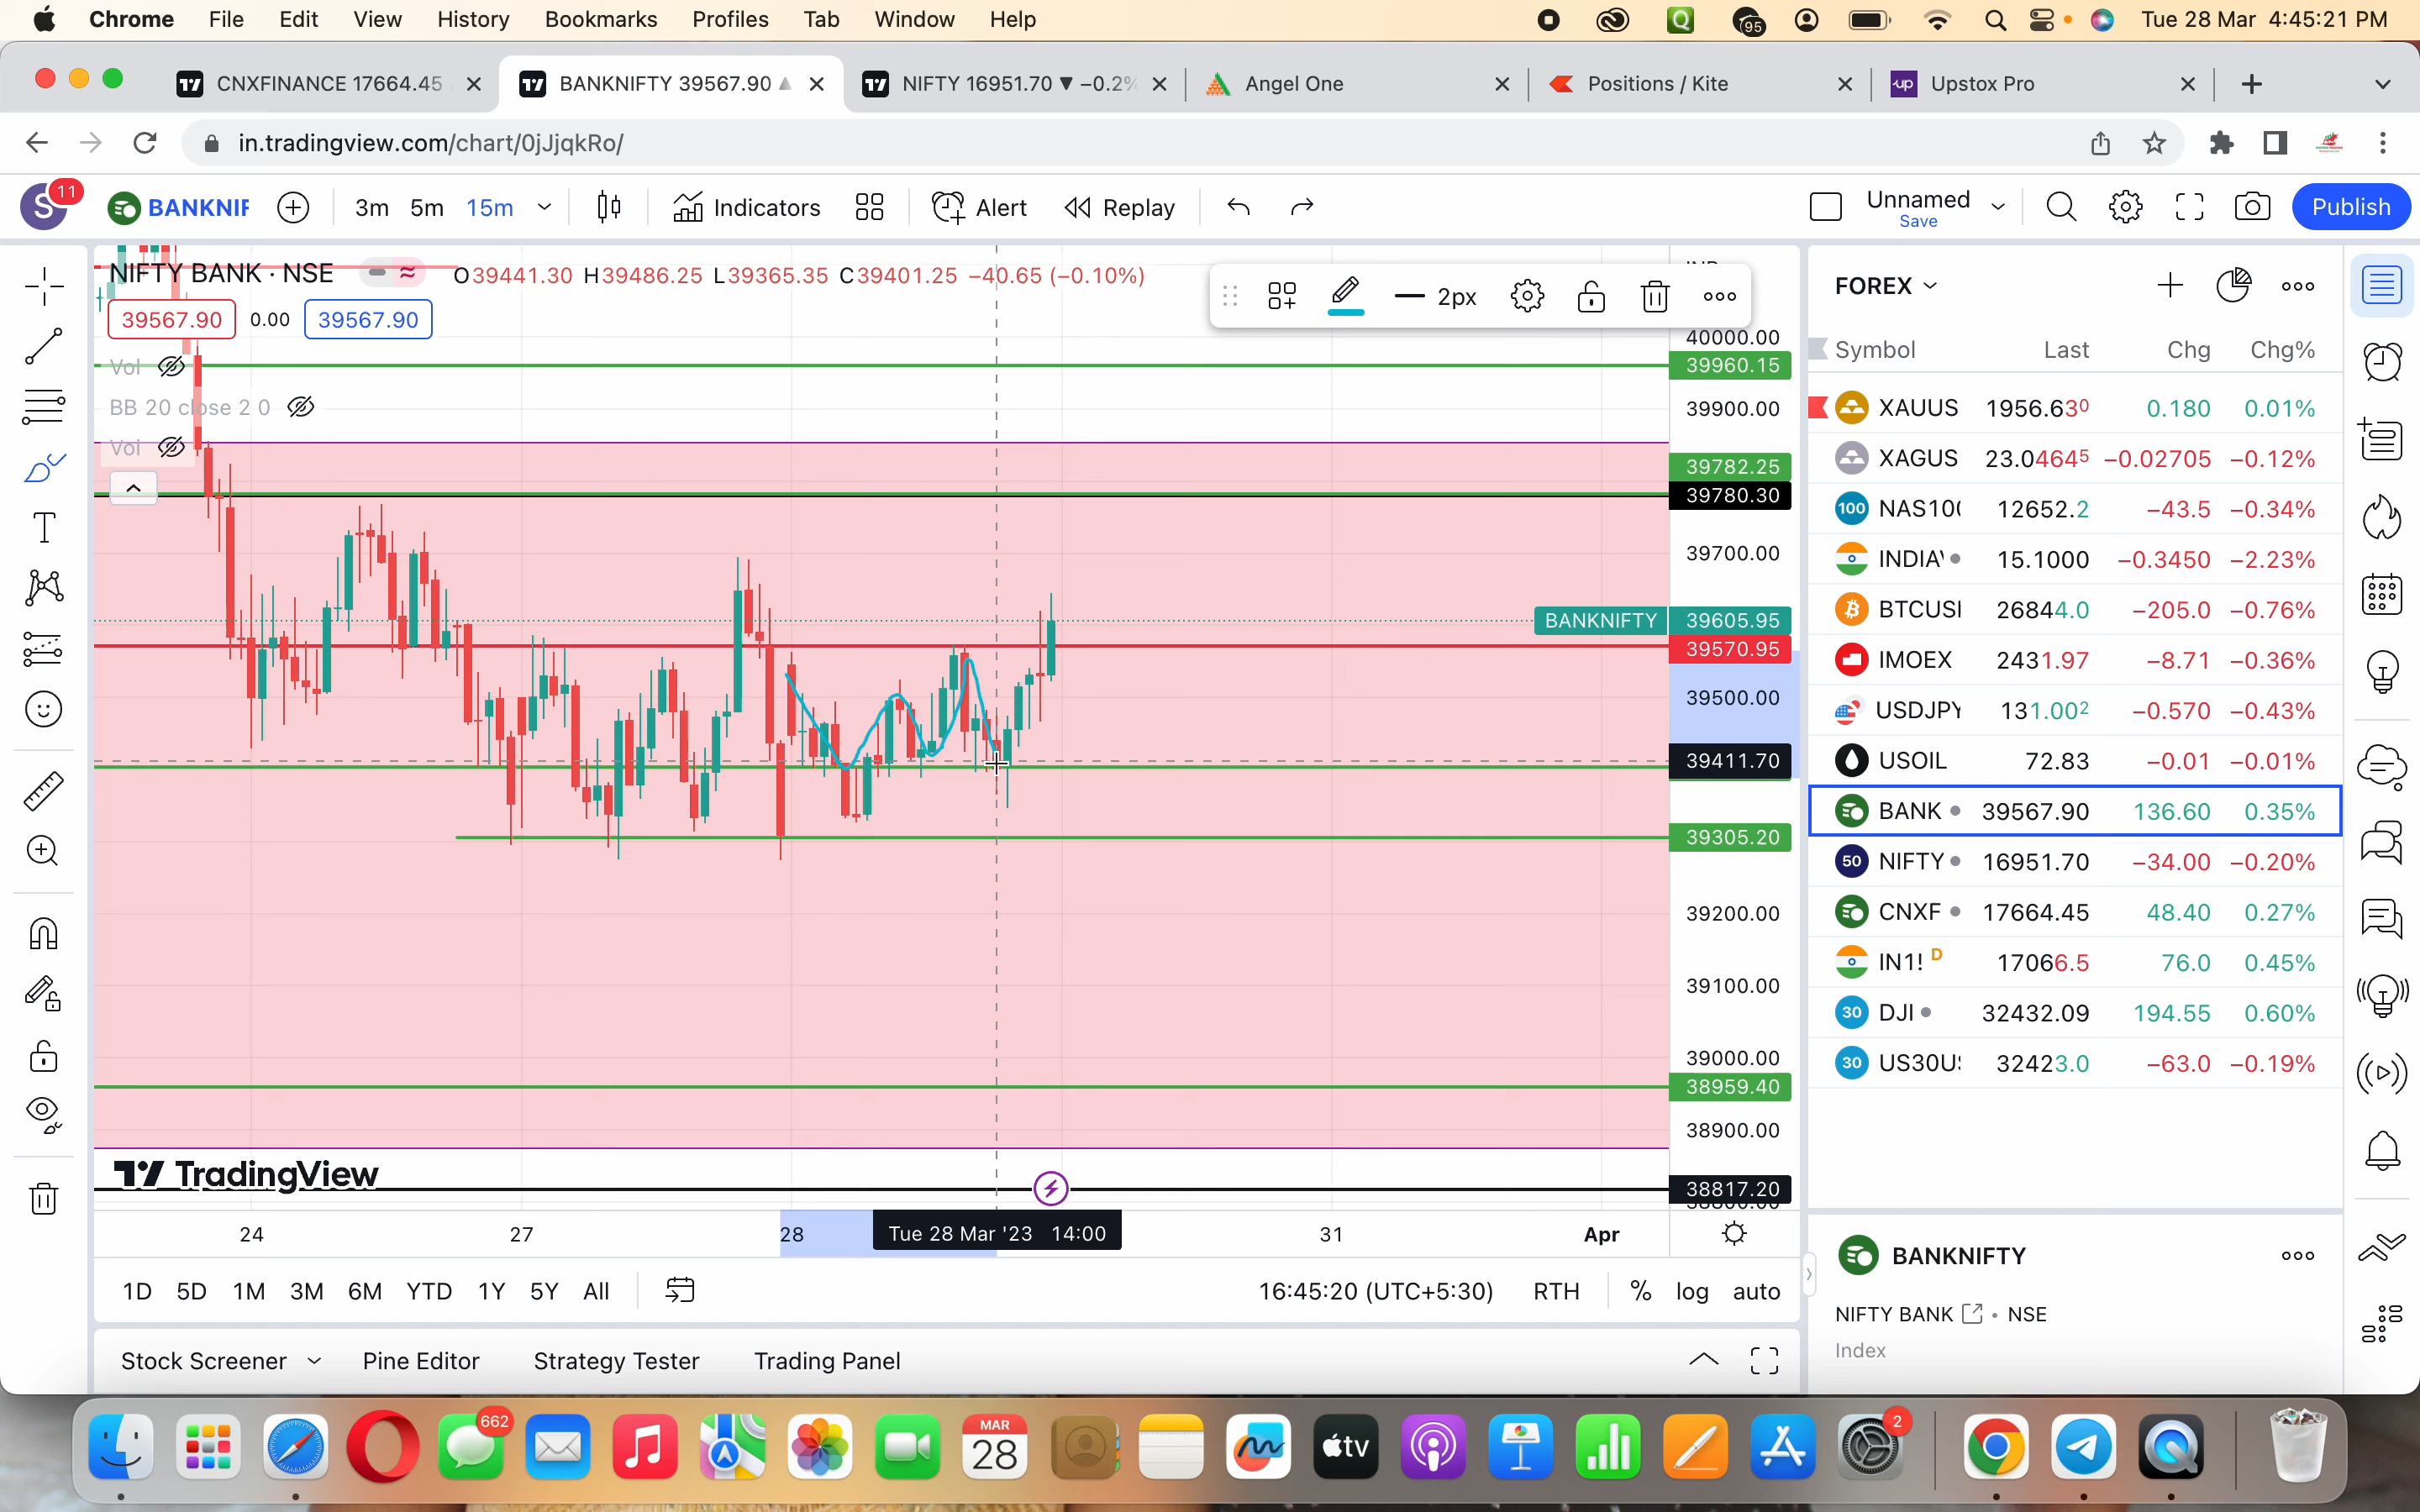 Chrome File Edit View History Bookmarks Profiles Tab Window Help 95 Tue 28 Mar 4:45:21 PM
CNXFINANCE 17664.45 BANKNIFTY 39567.90 ▲ NIFTY 16951.70 ▼ −0.2% Angel One Positions / Kite up Upstox Pro
in.tradingview.com/chart/0jJjqkRo/
S 11 BANKNIF 3m 5m 15m Indicators Alert Replay Unnamed Publish
Save
NIFTY BANK · NSE O39441.30 H39486.25 L39365.35 C39401.25 −40.65 (−0.10%) 2px
39567.90 0.00 39567.90
Vol
BB 20 close 2 0
Vol
40000.00
39960.15
39900.00
39782.25
39780.30
39700.00
BANKNIFTY 39605.95
39570.95
39500.00
39411.70
39305.20
39200.00
39100.00
39000.00
38959.40
38900.00
38817.20
TradingView
24 27 28 Tue 28 Mar '23 14:00 31 Apr
1D 5D 1M 3M 6M YTD 1Y 5Y All 16:45:20 (UTC+5:30) RTH % log auto
Stock Screener Pine Editor Strategy Tester Trading Panel
FOREX
Symbol Last Chg Chg%
XAUUS 1956.630 0.180 0.01%
XAGUS 23.04645 −0.02705 −0.12%
100 NAS10 12652.2 −43.5 −0.34%
INDIA 15.1000 −0.3450 −2.23%
BTCUSI 26844.0 −205.0 −0.76%
IMOEX 2431.97 −8.71 −0.36%
USDJPY 131.002 −0.570 −0.43%
USOIL 72.83 −0.01 −0.01%
BANK 39567.90 136.60 0.35%
50 NIFTY 16951.70 −34.00 −0.20%
CNXF 17664.45 48.40 0.27%
IN1! D 17066.5 76.0 0.45%
30 DJI 32432.09 194.55 0.60%
30 US30U 32423.0 −63.0 −0.19%
BANKNIFTY
NIFTY BANK • NSE
Index
662 MAR 28 tv 2